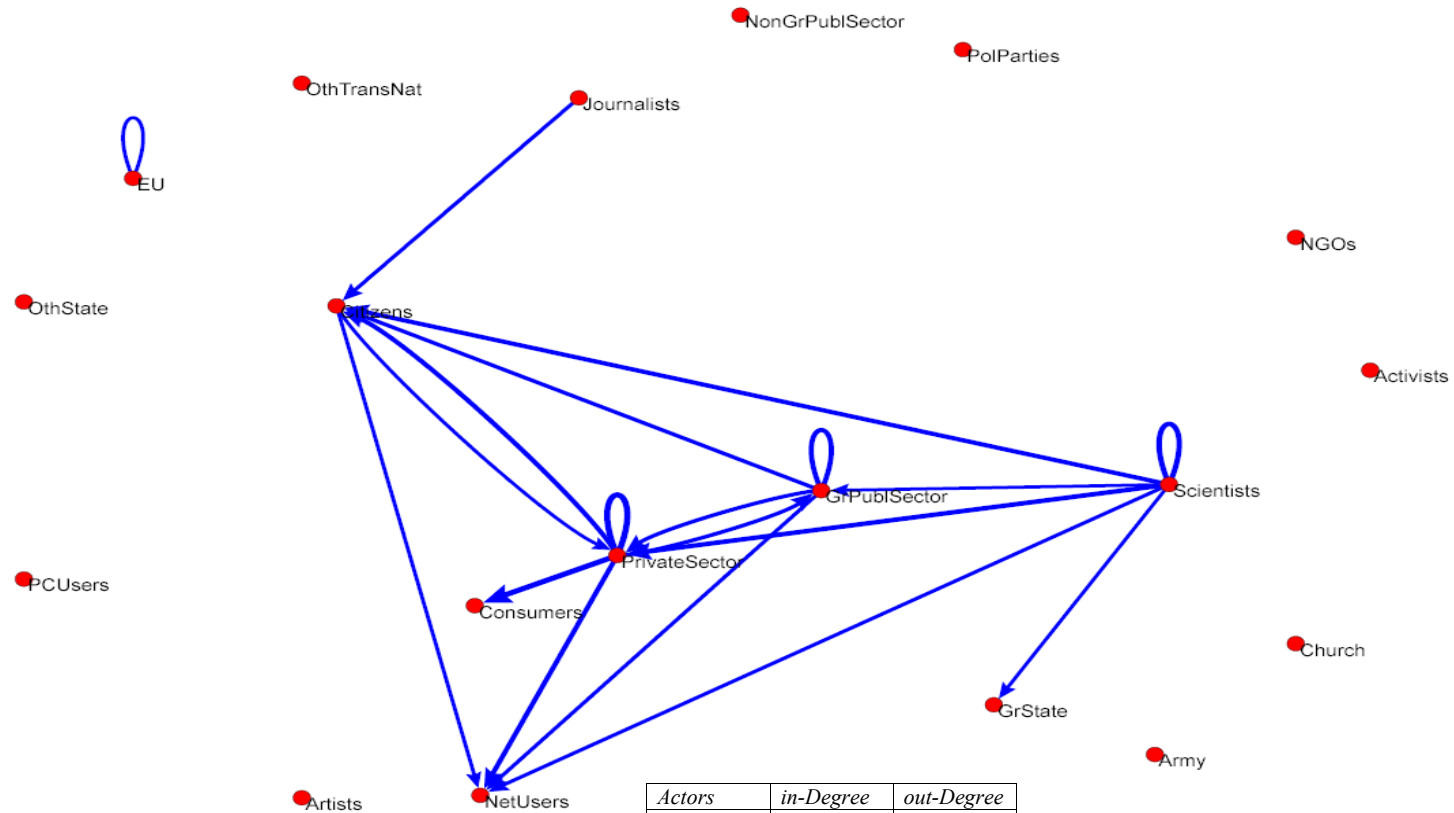 NonGrPublSector
PolParties
OthTransNat
Journalists
EU
NGOs
OthState
Citizens
Activists
GrPublSector
Scientists
PrivateSector
PCUsers
Consumers
Church
GrState
Army
Artists
NetUsers
Actors in-Degree out-Degree